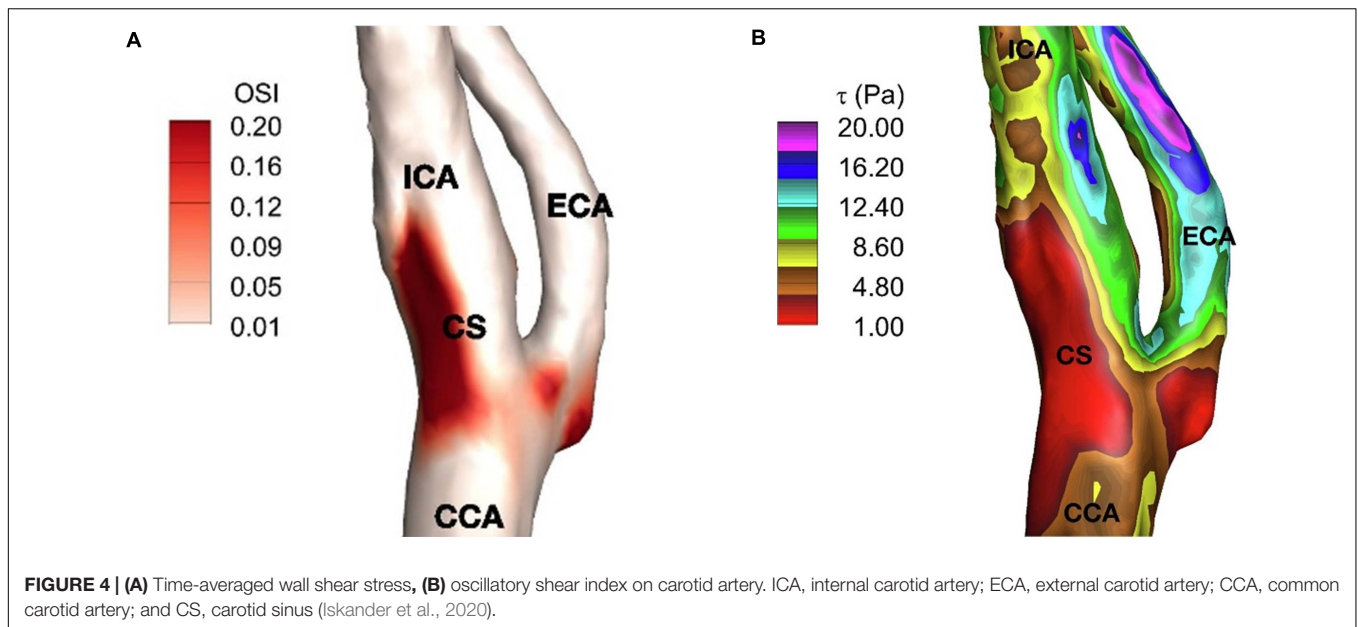 A
B
OSI
0.20
0.16
0.12
0.09
0.05
0.01
ICA
ECA
CS
CCA
τ (Pa)
20.00
16.20
12.40
8.60
4.80
1.00
ICA
ECA
CS
CCA
FIGURE 4 | (A) Time-averaged wall shear stress, (B) oscillatory shear index on carotid artery. ICA, internal carotid artery; ECA, external carotid artery; CCA, common
carotid artery; and CS, carotid sinus (Iskander et al., 2020).